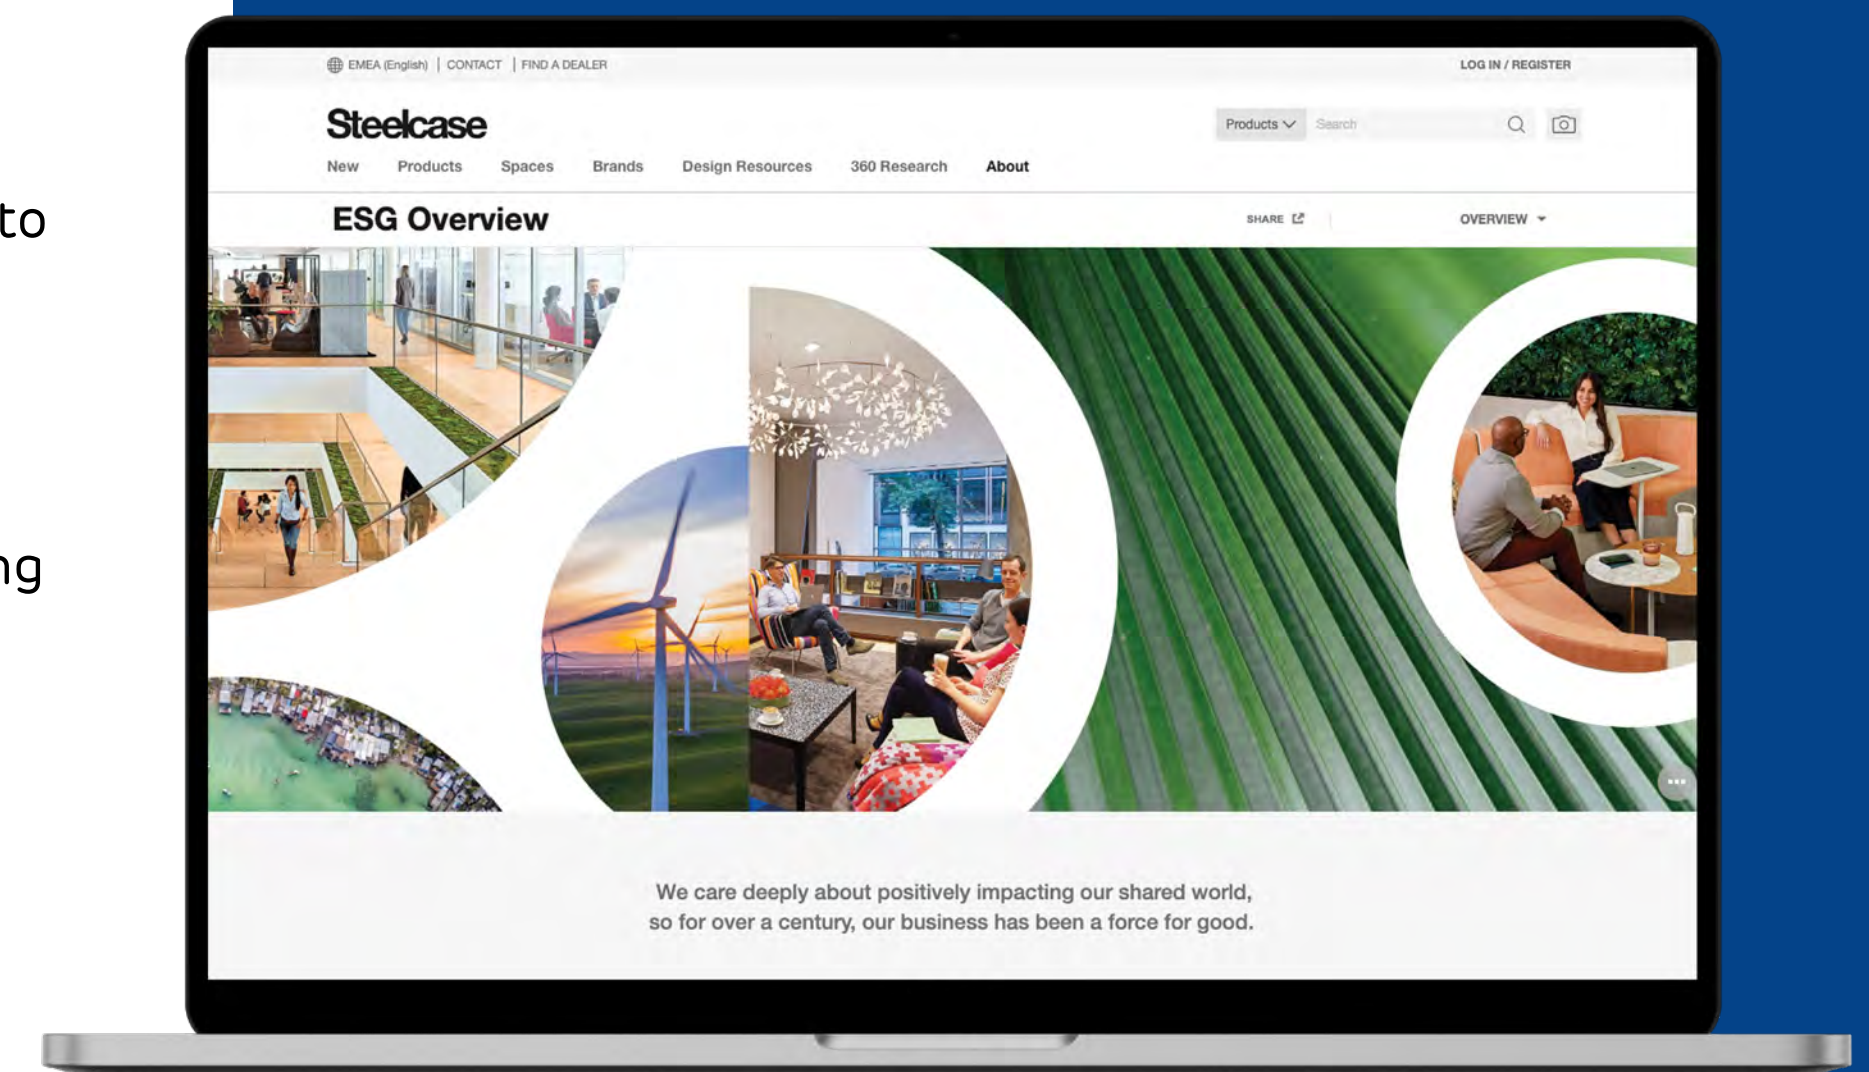 to
ng
EMEA (English) | CONTACT | FIND A DEALER
LOG IN / REGISTER
Steelcase
Products
Search
New Products Spaces Brands Design Resources 360 Research About
ESG Overview
SHARE
OVERVIEW
We care deeply about positively impacting our shared world,
so for over a century, our business has been a force for good.